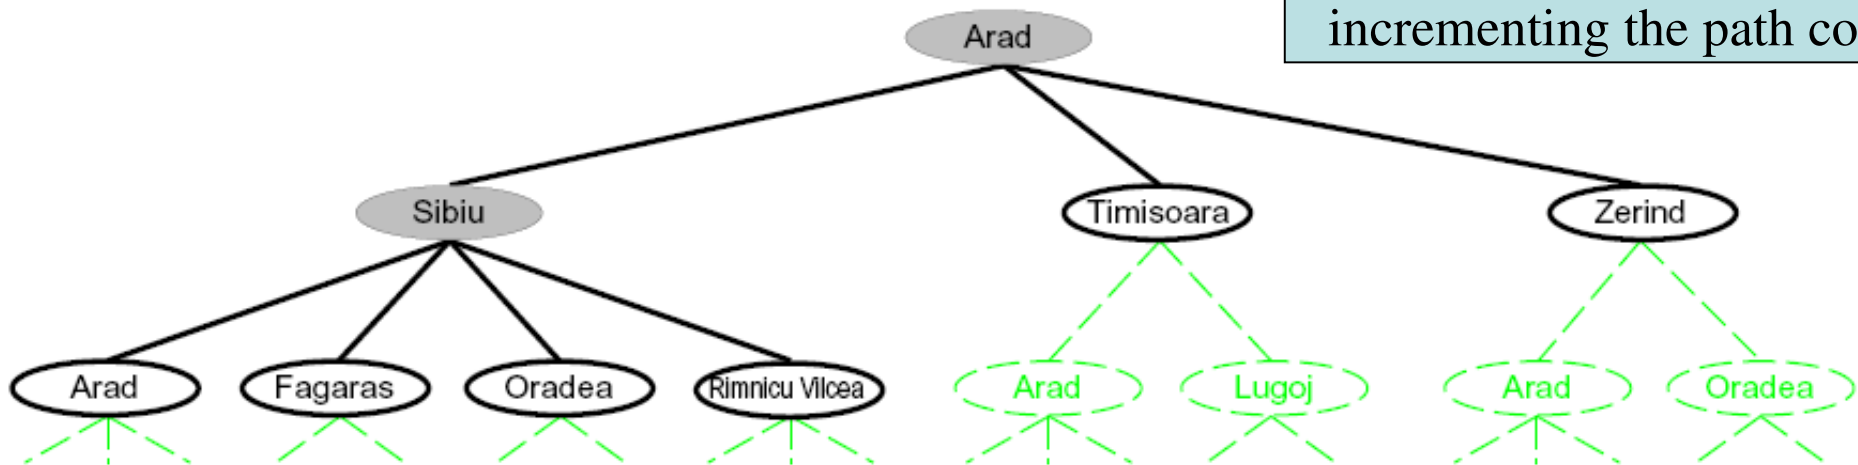 incrementing the path co
Arad
Sibiu
Timisoara
Zerind
Arad
Fagaras
Oradea
Rimnicu Vilcea
Arad
Lugoj
Arad
Oradea